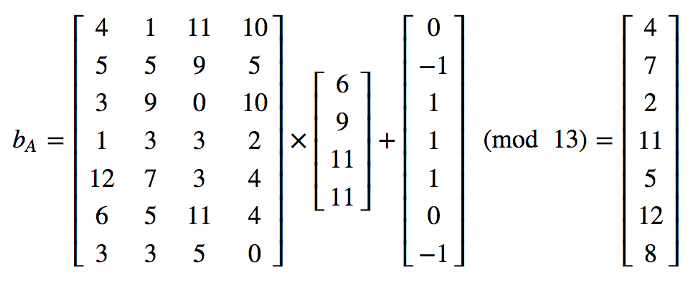 b_A = [ 4 1 11 10 ; 5 5 9 5 ; 3 9 0 10 ; 1 3 3 2 ; 12 7 3 4 ; 6 5 11 4 ; 3 3 5 0 ] × [ 6 ; 9 ; 11 ; 11 ] + [ 0 ; −1 ; 1 ; 1 ; 1 ; 0 ; −1 ] (mod 13) = [ 4 ; 7 ; 2 ; 11 ; 5 ; 12 ; 8 ]